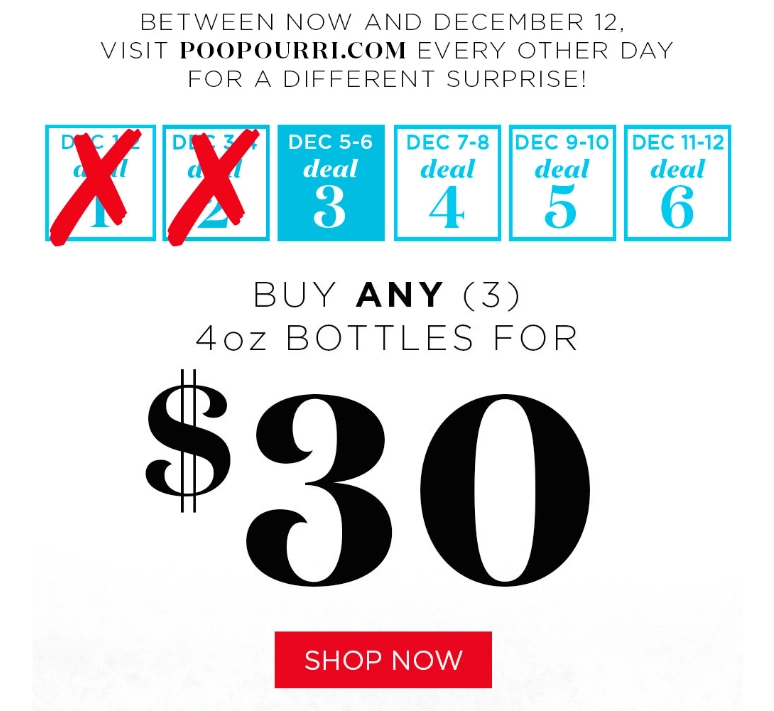 BETWEEN NOW AND DECEMBER 12,
VISIT POOPOURRI.COM EVERY OTHER DAY
FOR A DIFFERENT SURPRISE!
DEC 5-6
deal
3
DEC 7-8
deal
4
DEC 9-10
deal
5
DEC 11-12
deal
6
BUY ANY (3)
4oz BOTTLES FOR
$30
SHOP NOW